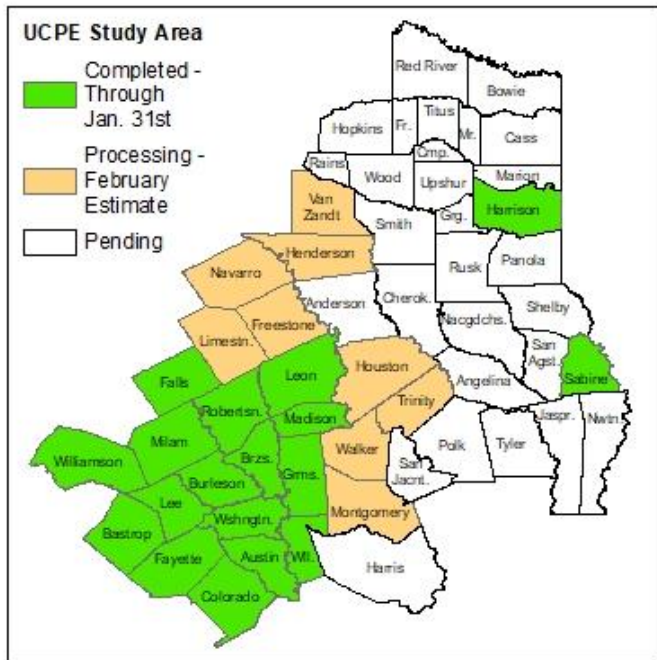 UCPE Study Area
Completed -
Through
Jan. 31st
Processing -
February
Estimate
Pending
Red River
Bowie
Titus
Hopkins
Fr.
Mr.
Cass
Cmp.
Rains
Wood
Upshur
Marion
Van
Zandt
Smith
Grg.
Harrison
Henderson
Navarro
Rusk
Panola
Anderson
Cherok.
Shelby
Freestone
Nacgdchs.
Limestn.
San
Agst.
Houston
Leon
Falls
Angelina
Sabine
Trinity
Robertsn.
Madison
Jaspr.
Nwtn.
Milam
Walker
Polk
Tyler
Brzs.
Williamson
San
Jacnt.
Grms.
Burleson
Lee
Montgomery
Wshngtn.
Bastrop
Austin
Wll.
Fayette
Harris
Colorado